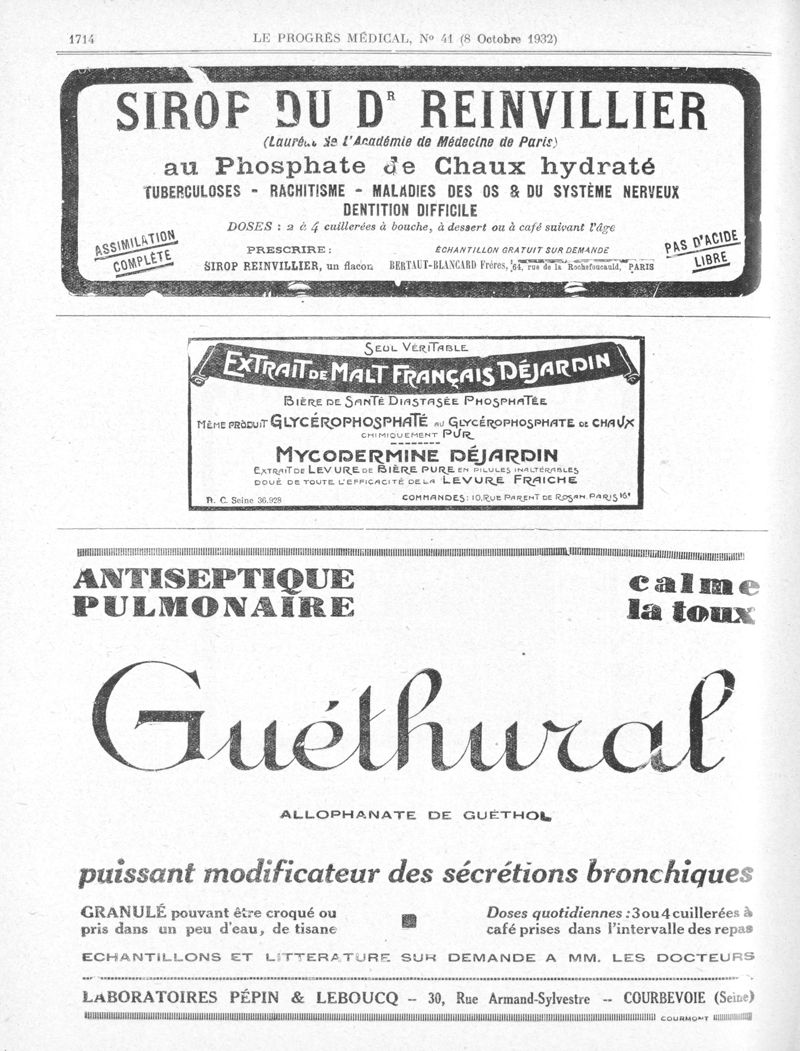 1714
LE PROGRÈS MÉDICAL, No 41 (8 Octobre 1932)
SIROP DU Dr REINVILLIER
(Lauréat de l'Académie de Médecine de Paris)
au Phosphate de Chaux hydraté
TUBERCULOSES - RACHITISME - MALADIES DES OS & DU SYSTÈME NERVEUX
DENTITION DIFFICILE
DOSES : 2 à 4 cuillerées à bouche, à dessert ou à café suivant l'âge
ASSIMILATION
COMPLÈTE
PRESCRIRE :
SIROP REINVILLIER, un flacon
ÉCHANTILLON GRATUIT SUR DEMANDE
BERTAUT-BLANCARD Frères, 64, rue de la Rochefoucauld, PARIS
PAS D'ACIDE
LIBRE
SEUL VÉRITABLE
EXTRAIT DE MALT FRANÇAIS DÉJARDIN
BIÈRE DE SANTÉ DIASTASÉE PHOSPHATÉE
MÊME PRODUIT GLYCÉROPHOSPHATÉ AU GLYCÉROPHOSPHATE DE CHAUX
CHIMIQUEMENT PUR
MYCODERMINE DÉJARDIN
EXTRAIT DE LEVURE DE BIÈRE PURE EN PILULES INALTÉRABLES
DOUÉ DE TOUTE L'EFFICACITÉ DE LA LEVURE FRAICHE
R. C. Seine 36.928
COMMANDES : 10, RUE PARENT DE ROSAN. PARIS 16e
ANTISEPTIQUE
PULMONAIRE
calme
la toux
Guéthural
ALLOPHANATE DE GUÉTHOL
puissant modificateur des sécrétions bronchiques
GRANULÉ pouvant être croqué ou
pris dans un peu d'eau, de tisane
Doses quotidiennes : 3 ou 4 cuillerées à
café prises dans l'intervalle des repas
ECHANTILLONS ET LITTERATURE SUR DEMANDE A MM. LES DOCTEURS
LABORATOIRES PÉPIN & LEBOUCQ -- 30, Rue Armand-Sylvestre -- COURBEVOIE (Seine)
COURMONT